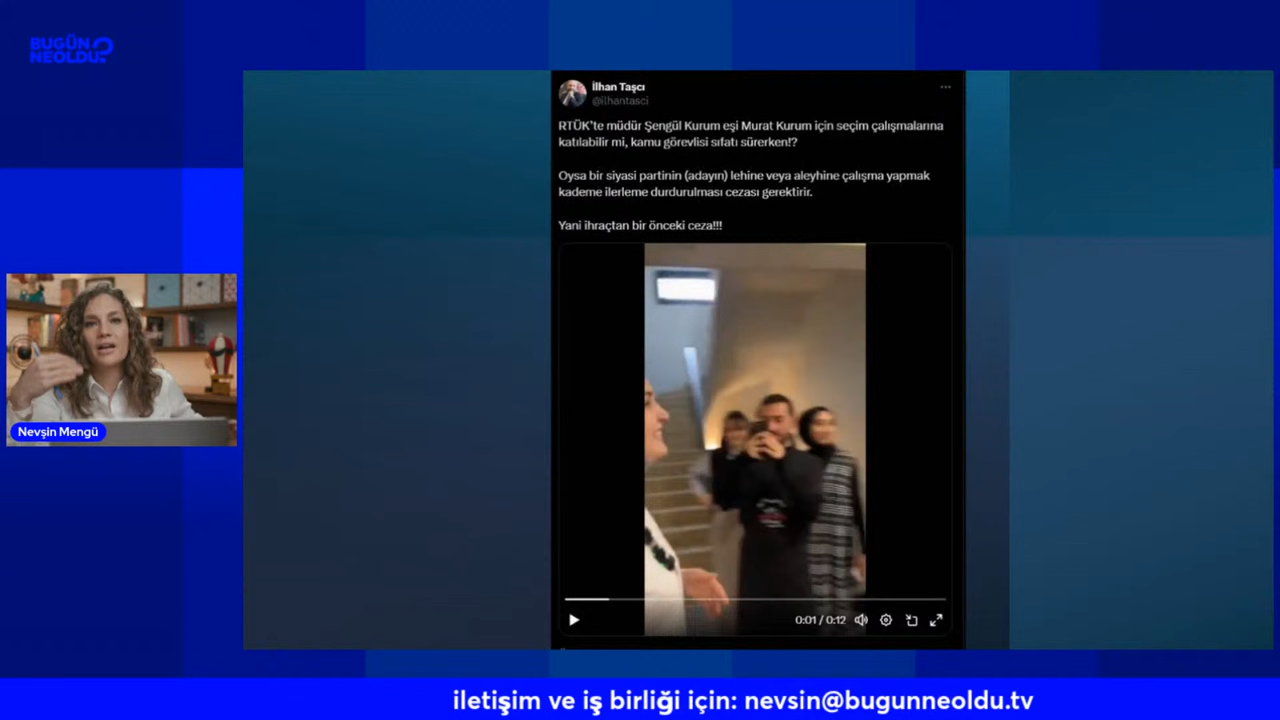 BUGÜN
NEOLDU?
İlhan Taşcı
@ilhantasci
RTÜK'te müdür Şengül Kurum eşi Murat Kurum için seçim çalışmalarına
katılabilir mi, kamu görevlisi sıfatı sürerken!?
Oysa bir siyasi partinin (adayın) lehine veya aleyhine çalışma yapmak
kademe ilerleme durdurulması cezası gerektirir.
Yani ihraçtan bir önceki ceza!!!
Nevşin Mengü
0:01 / 0:12
iletişim ve iş birliği için: nevsin@bugunneoldu.tv